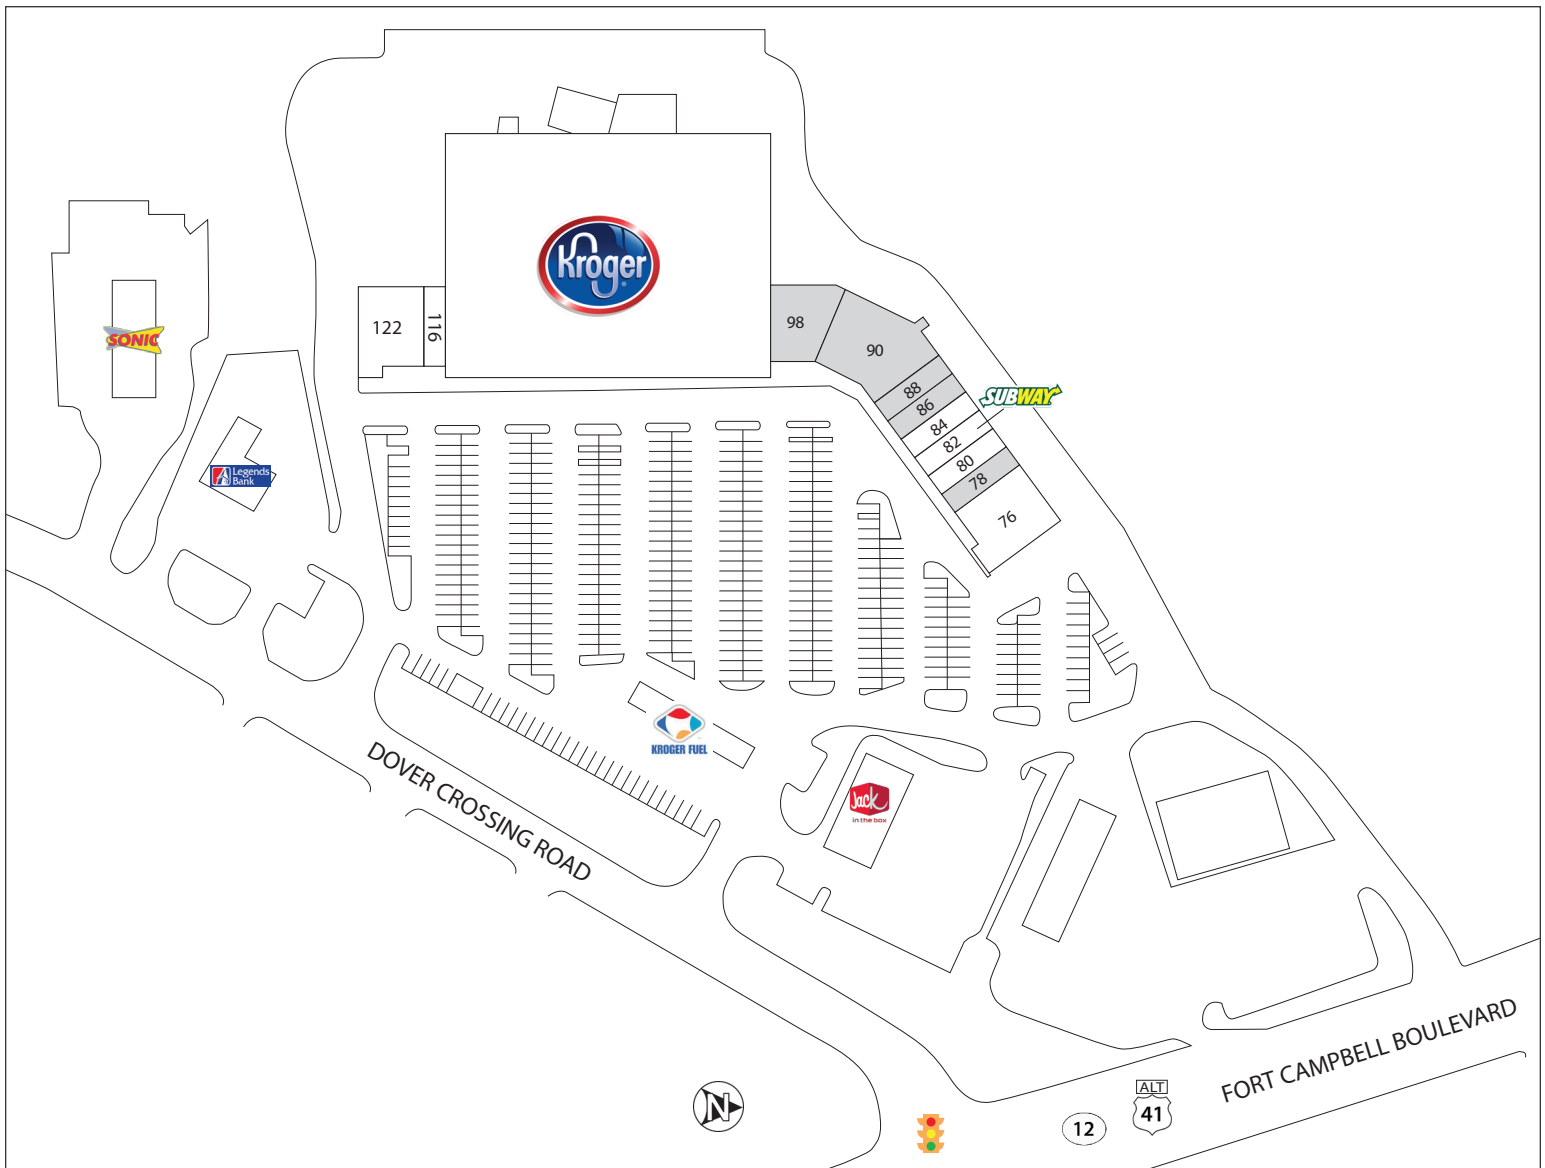 Kroger
122
116
98
90
SONIC
88
86
SUBWAY
84
82
80
78
76
Legends
Bank
KROGER FUEL
DOVER CROSSING ROAD
Jack
in the box
FORT CAMPBELL BOULEVARD
N
ALT
41
12